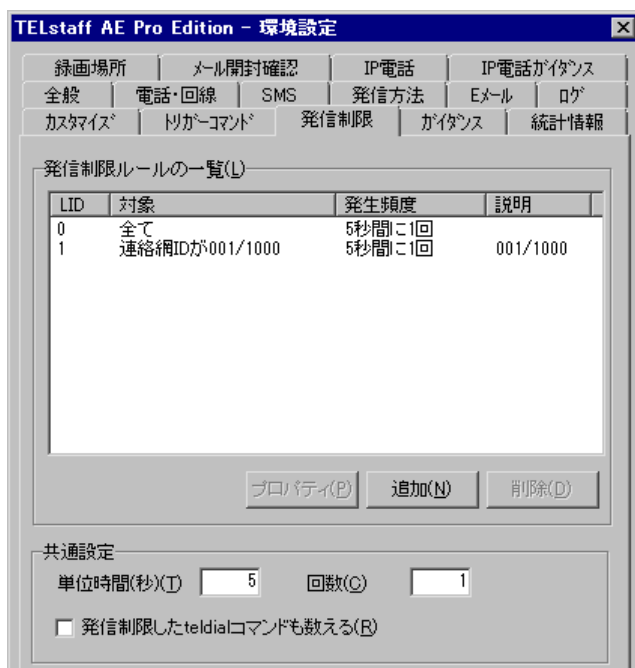 TELstaff AE Pro Edition - 環境設定
録画場所 メール開封確認 IP電話 IP電話ガイダンス
全般 電話・回線 SMS 発信方法 Eメール ログ
カスタマイズ トリガーコマンド 発信制限 ガイダンス 統計情報
発信制限ルールの一覧(L)
LID 対象 発生頻度 説明
0 全て 5秒間に1回
1 連絡網IDが001/1000 5秒間に1回 001/1000
プロパティ(P) 追加(N) 削除(D)
共通設定
単位時間(秒)(T) 5 回数(C) 1
発信制限したteldialコマンドも数える(R)